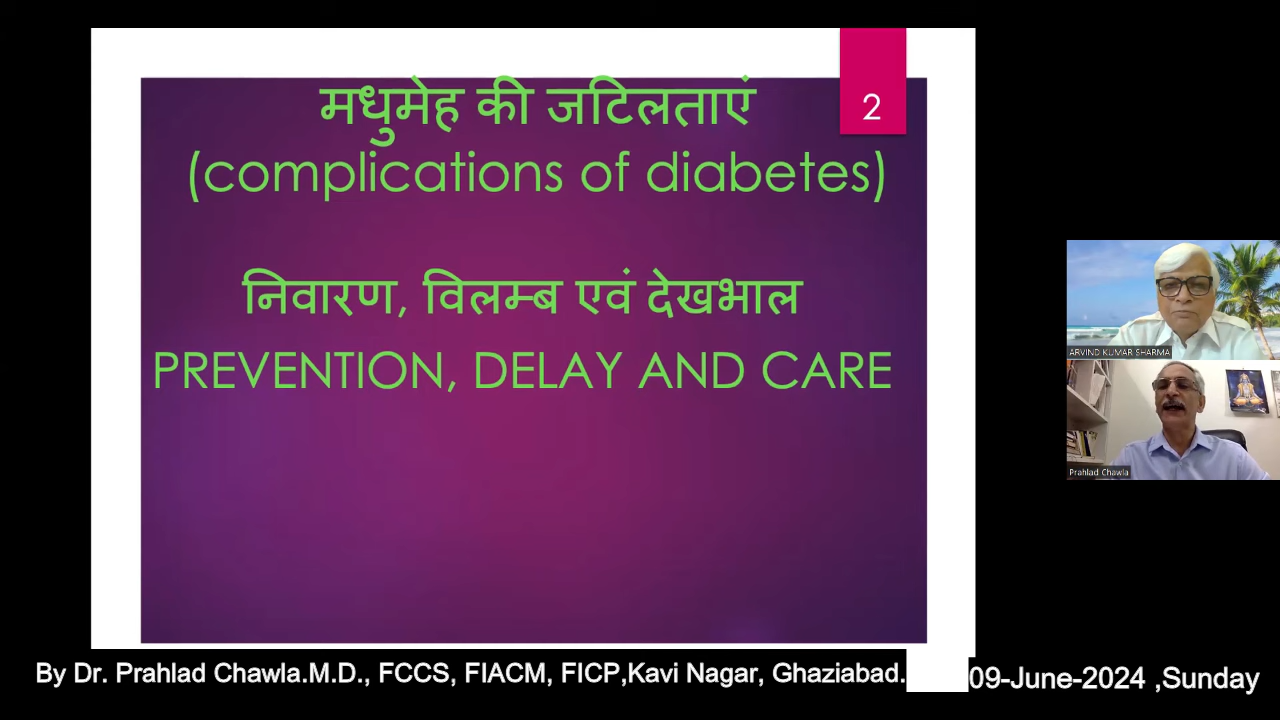 मधुमेह की जटिलताएं
2
(complications of diabetes)
निवारण, विलम्ब एवं देखभाल
PREVENTION, DELAY AND CARE
ARVIND KUMAR SHARMA
Prahlad Chawla
By Dr. Prahlad Chawla.M.D., FCCS, FIACM, FICP,Kavi Nagar, Ghaziabad.
09-June-2024 ,Sunday